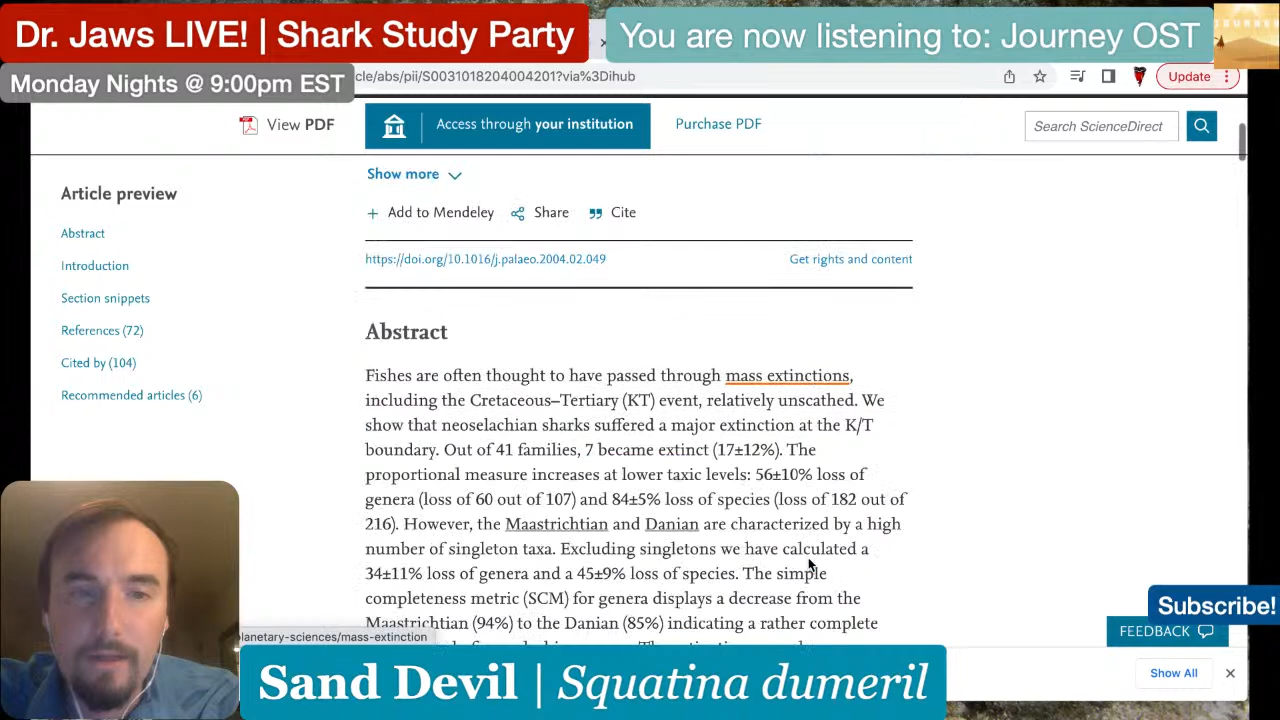 Dr. Jaws LIVE! | Shark Study Party
You are now listening to: Journey OST
Monday Nights @ 9:00pm EST
cle/abs/pii/S0031018204004201?via%3Dihub
Update
View PDF
Access through your institution
Purchase PDF
Search ScienceDirect
Article preview
Abstract
Introduction
Section snippets
References (72)
Cited by (104)
Recommended articles (6)
Show more
Add to Mendeley
Share
Cite
https://doi.org/10.1016/j.palaeo.2004.02.049
Get rights and content
Abstract
Fishes are often thought to have passed through mass extinctions,
including the Cretaceous–Tertiary (KT) event, relatively unscathed. We
show that neoselachian sharks suffered a major extinction at the K/T
boundary. Out of 41 families, 7 became extinct (17±12%). The
proportional measure increases at lower taxic levels: 56±10% loss of
genera (loss of 60 out of 107) and 84±5% loss of species (loss of 182 out of
216). However, the Maastrichtian and Danian are characterized by a high
number of singleton taxa. Excluding singletons we have calculated a
34±11% loss of genera and a 45±9% loss of species. The simple
completeness metric (SCM) for genera displays a decrease from the
Maastrichtian (94%) to the Danian (85%) indicating a rather complete
planetary-sciences/mass-extinction
Subscribe!
FEEDBACK
Show All
Sand Devil | Squatina dumeril